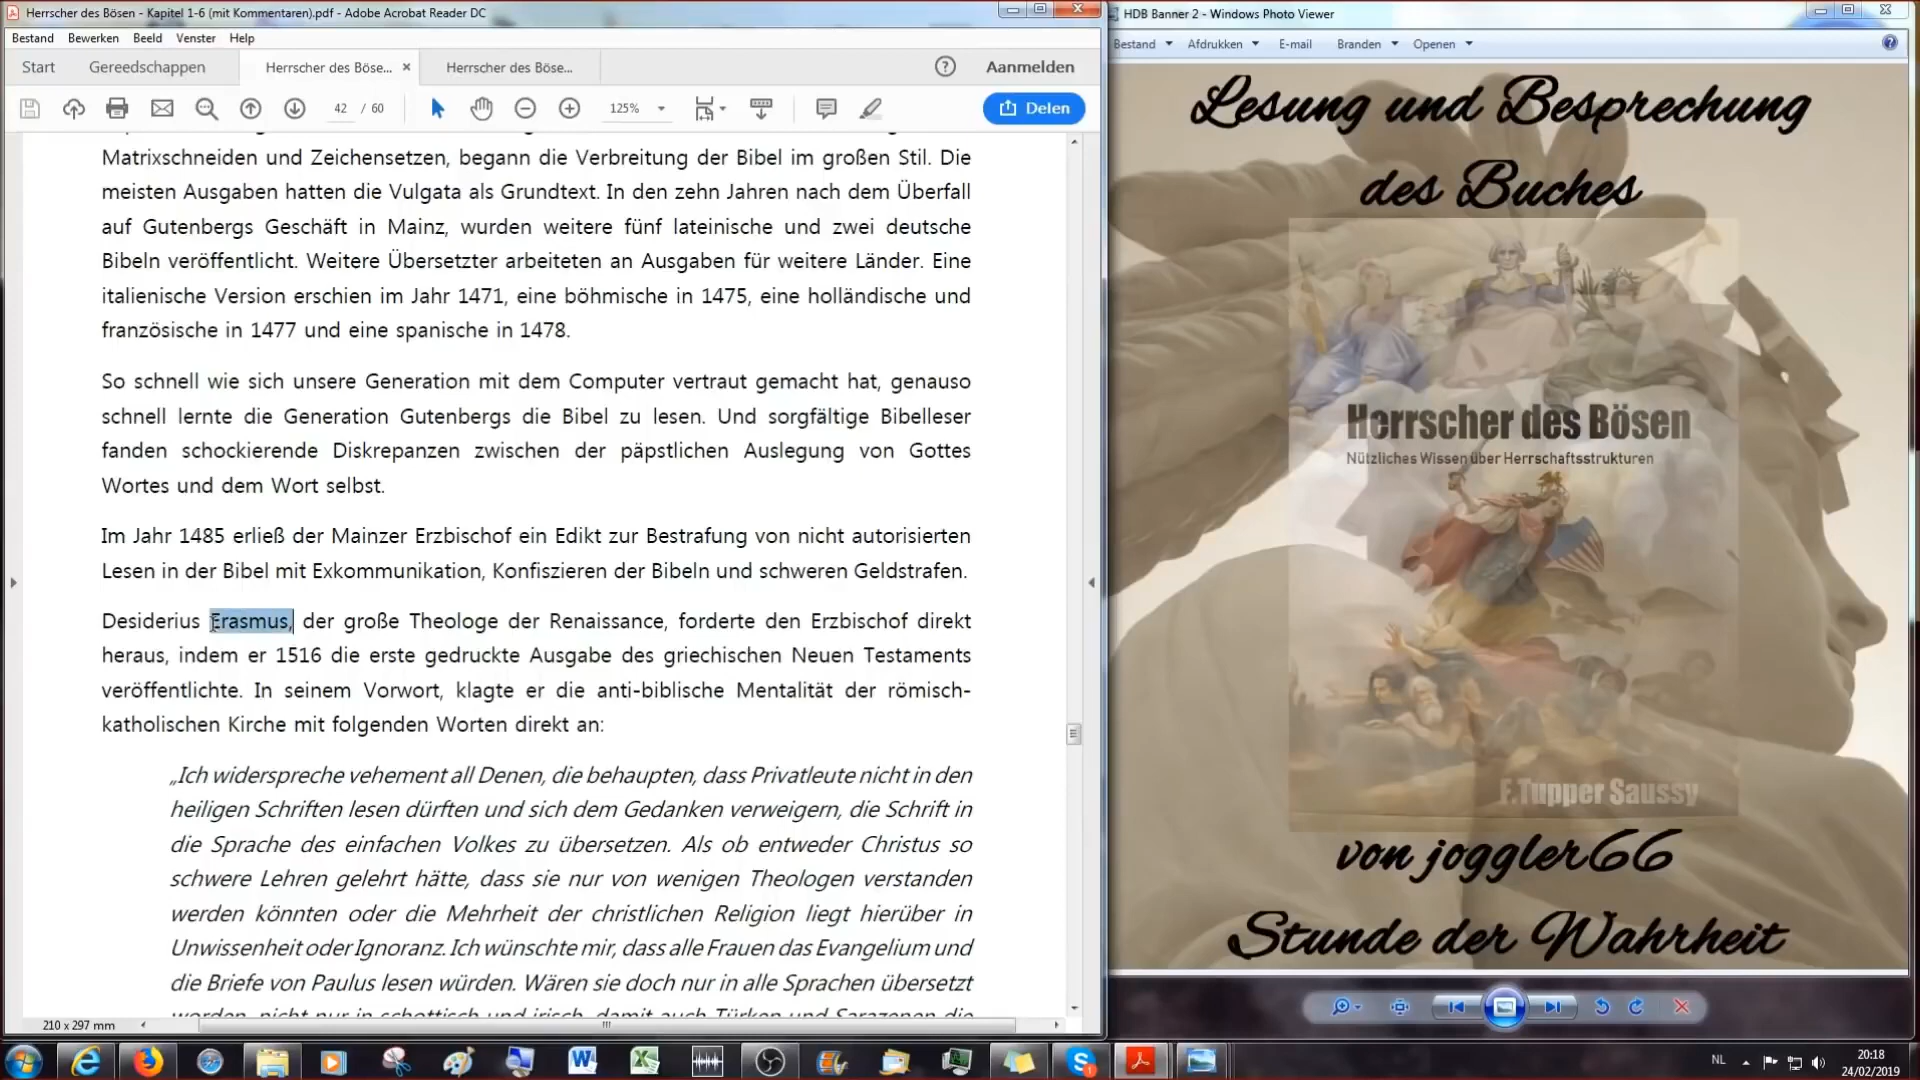 Herrscher des Bösen - Kapitel 1-6 (mit Kommentaren).pdf - Adobe Acrobat Reader DC
Bestand Bewerken Beeld Venster Help
Start Gereedschappen Herrscher des Böse... × Herrscher des Böse... Aanmelden
42 / 60 125% Delen
Matrixschneiden und Zeichensetzen, begann die Verbreitung der Bibel im großen Stil. Die
meisten Ausgaben hatten die Vulgata als Grundtext. In den zehn Jahren nach dem Überfall
auf Gutenbergs Geschäft in Mainz, wurden weitere fünf lateinische und zwei deutsche
Bibeln veröffentlicht. Weitere Übersetzter arbeiteten an Ausgaben für weitere Länder. Eine
italienische Version erschien im Jahr 1471, eine böhmische in 1475, eine holländische und
französische in 1477 und eine spanische in 1478.
So schnell wie sich unsere Generation mit dem Computer vertraut gemacht hat, genauso
schnell lernte die Generation Gutenbergs die Bibel zu lesen. Und sorgfältige Bibelleser
fanden schockierende Diskrepanzen zwischen der päpstlichen Auslegung von Gottes
Wortes und dem Wort selbst.
Im Jahr 1485 erließ der Mainzer Erzbischof ein Edikt zur Bestrafung von nicht autorisierten
Lesen in der Bibel mit Exkommunikation, Konfiszieren der Bibeln und schweren Geldstrafen.
Desiderius Erasmus, der große Theologe der Renaissance, forderte den Erzbischof direkt
heraus, indem er 1516 die erste gedruckte Ausgabe des griechischen Neuen Testaments
veröffentlichte. In seinem Vorwort, klagte er die anti-biblische Mentalität der römisch-
katholischen Kirche mit folgenden Worten direkt an:
„Ich widerspreche vehement all Denen, die behaupten, dass Privatleute nicht in den
heiligen Schriften lesen dürften und sich dem Gedanken verweigern, die Schrift in
die Sprache des einfachen Volkes zu übersetzen. Als ob entweder Christus so
schwere Lehren gelehrt hätte, dass sie nur von wenigen Theologen verstanden
werden könnten oder die Mehrheit der christlichen Religion liegt hierüber in
Unwissenheit oder Ignoranz. Ich wünschte mir, dass alle Frauen das Evangelium und
die Briefe von Paulus lesen würden. Wären sie doch nur in alle Sprachen übersetzt
worden, nicht nur in schottisch und irisch, damit auch Türken und Sarazenen die
210 x 297 mm
HDB Banner 2 - Windows Photo Viewer
Bestand Afdrukken E-mail Branden Openen
Lesung und Besprechung
des Buches
Herrscher des Bösen
Nützliches Wissen über Herrschaftsstrukturen
F.Tupper Saussy
von joggler66
Stunde der Wahrheit
NL
20:18
24/02/2019